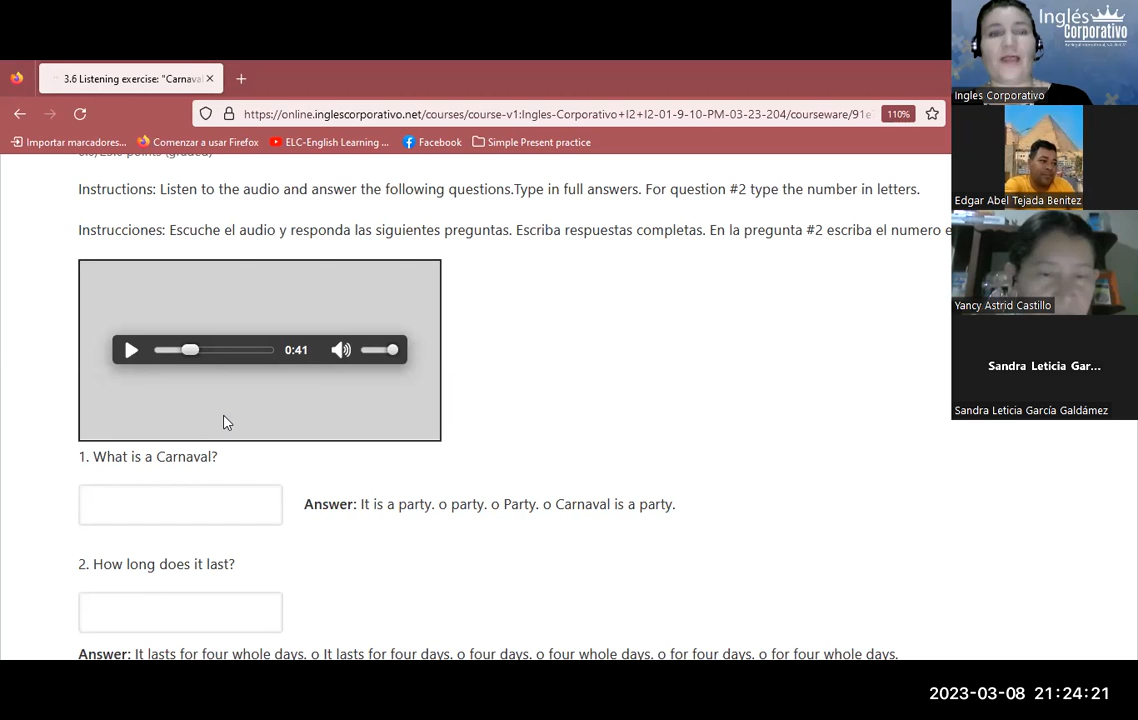 3.6 Listening exercise: "Carnava
https://online.inglescorporativo.net/courses/course-v1:Ingles-Corporativo+I2+I2-01-9-10-PM-03-23-204/courseware/91e
110%
Importar marcadores...
Comenzar a usar Firefox
ELC-English Learning ...
Facebook
Simple Present practice
Instructions: Listen to the audio and answer the following questions.Type in full answers. For question #2 type the number in letters.
Instrucciones: Escuche el audio y responda las siguientes preguntas. Escriba respuestas completas. En la pregunta #2 escriba el numero e
0:41
1. What is a Carnaval?
Answer: It is a party. o party. o Party. o Carnaval is a party.
2. How long does it last?
Answer: It lasts for four whole days. o It lasts for four days. o four days. o four whole days. o for four days. o for four whole days.
Inglés
Corporativo
Ingles Corporativo
Edgar Abel Tejada Benitez
Yancy Astrid Castillo
Sandra Leticia Gar...
Sandra Leticia García Galdámez
2023-03-08 21:24:21